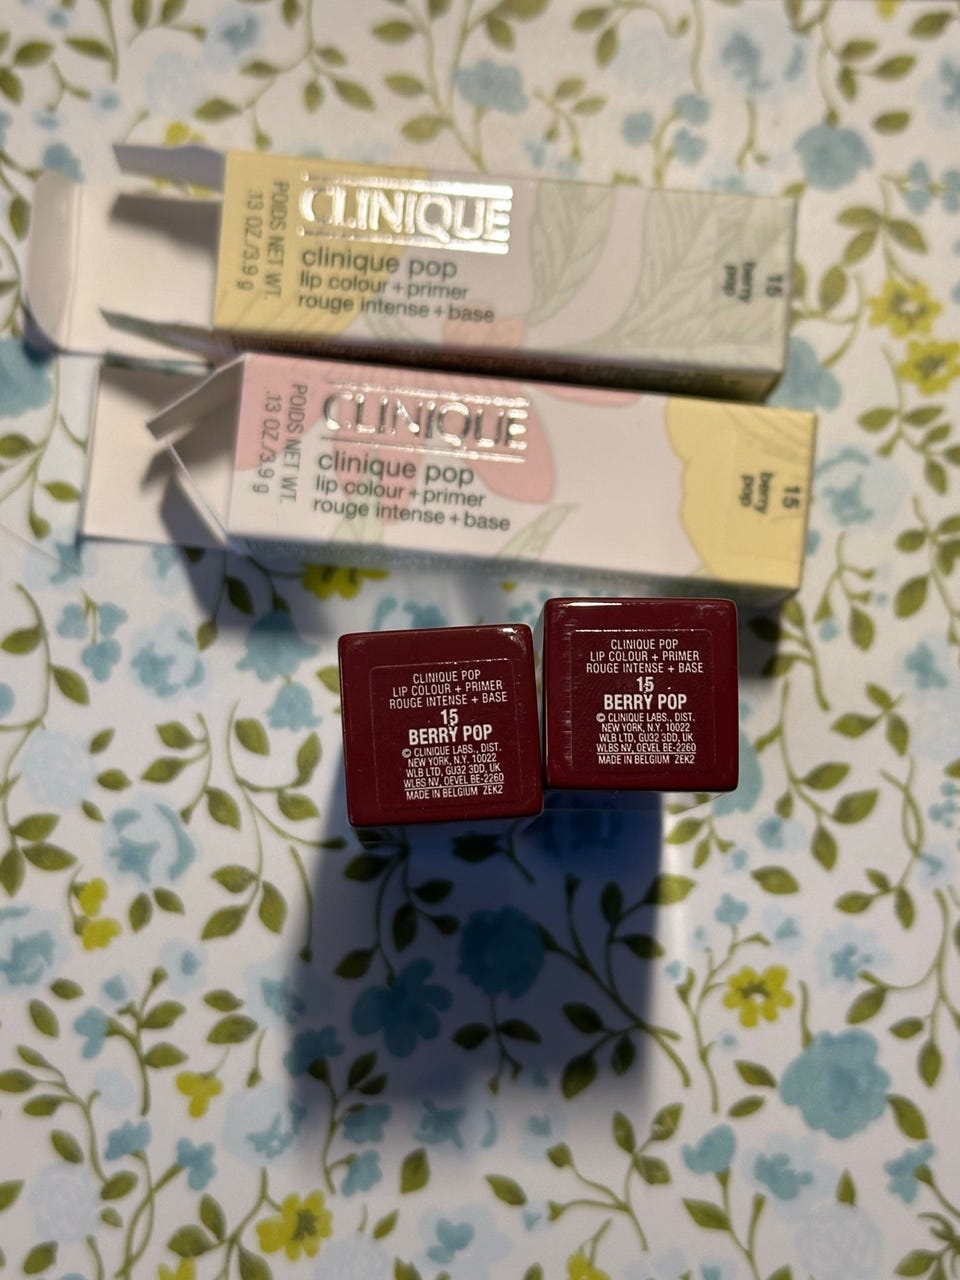 CLINIQUE
clinique pop
lip colour + primer
rouge intense + base
POIDS NET WT.
.13 OZ/3.9 g
15
berry
pop
CLINIQUE
clinique pop
lip colour + primer
rouge intense + base
POIDS NET WT.
.13 OZ/3.9 g
15
berry
pop
CLINIQUE POP
LIP COLOUR + PRIMER
ROUGE INTENSE + BASE
15
BERRY POP
© CLINIQUE LABS., DIST.
NEW YORK, N.Y. 10022
WLB LTD, GU32 3DD, UK
WLBS NV, OEVEL BE-2260
MADE IN BELGIUM ZEK2
CLINIQUE POP
LIP COLOUR + PRIMER
ROUGE INTENSE + BASE
15
BERRY POP
© CLINIQUE LABS., DIST.
NEW YORK, N.Y. 10022
WLB LTD, GU32 3DD, UK
WLBS NV, OEVEL BE-2260
MADE IN BELGIUM ZEK2